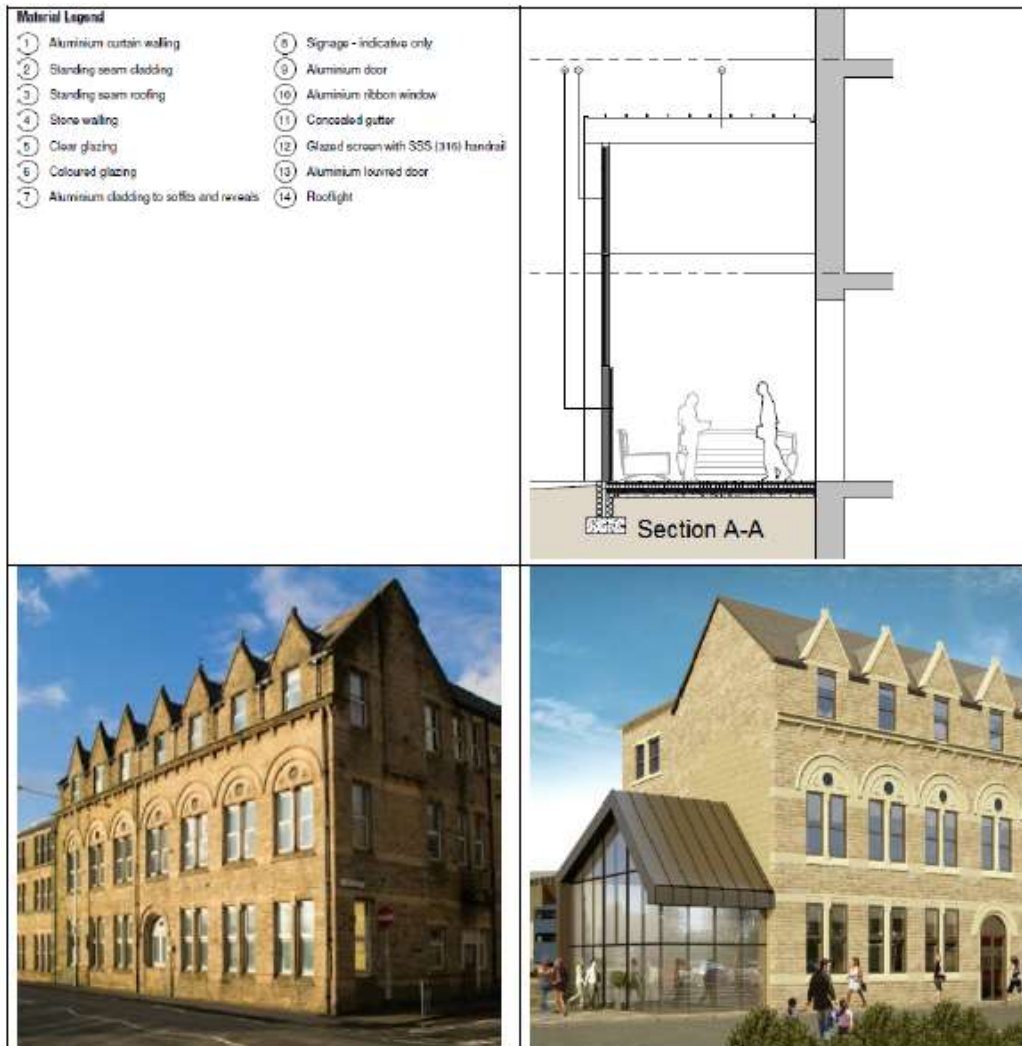 Material Legend
1 Aluminium curtain walling
2 Standing seam cladding
3 Standing seam roofing
4 Stone walling
5 Clear glazing
6 Coloured glazing
7 Aluminium cladding to soffits and reveals
8 Signage - indicative only
9 Aluminium door
10 Aluminium ribbon window
11 Concealed gutter
12 Glazed screen with SSS (316) handrail
13 Aluminium louvred door
14 Rooflight
Section A-A